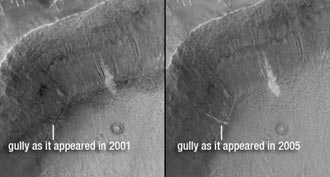 gully as it appeared in 2001
gully as it appeared in 2005